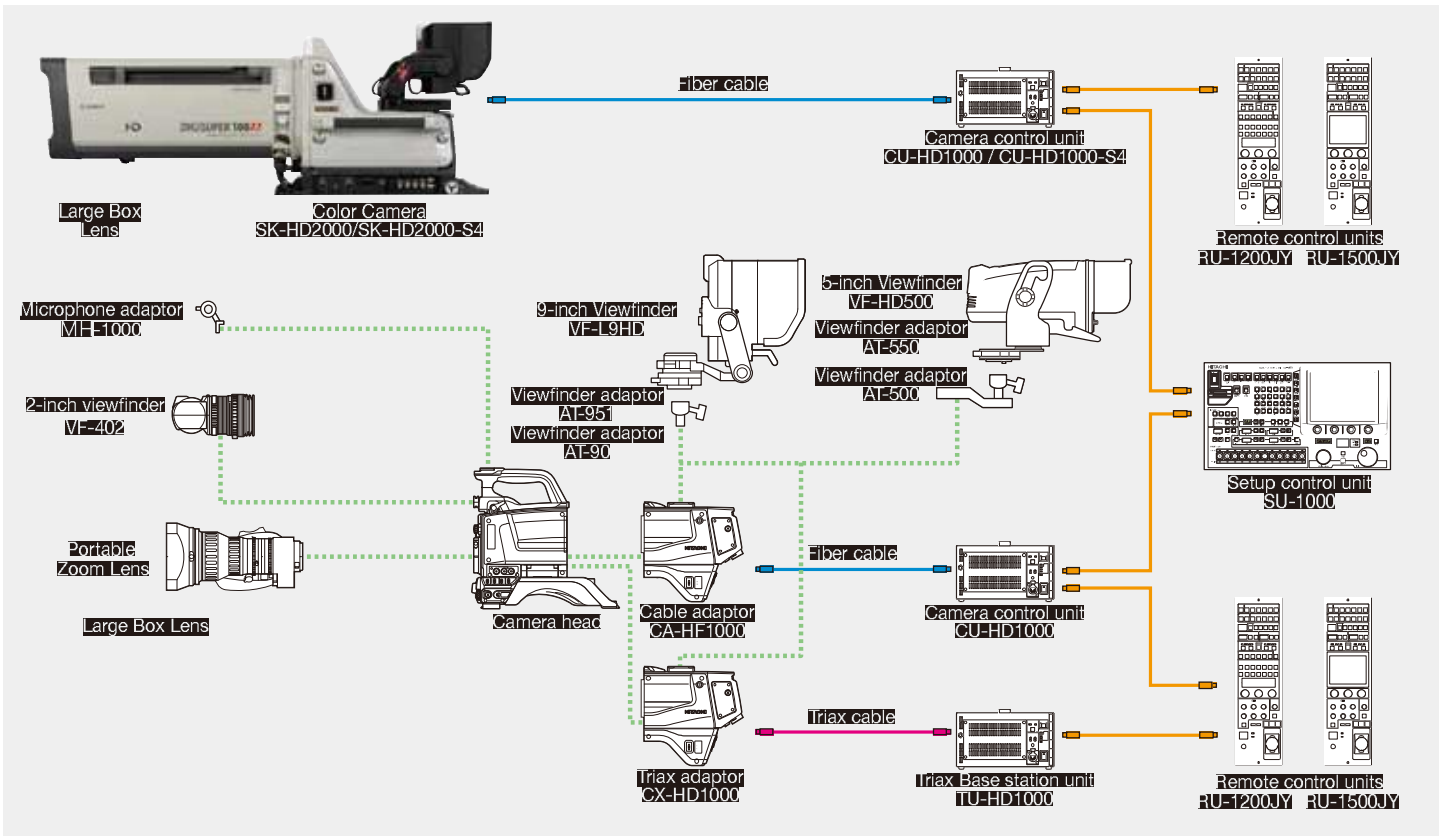 DIGISUPER 100
Fiber cable
Camera control unit
CU-HD1000 / CU-HD1000-S4
Large Box
Lens
Color Camera
SK-HD2000/SK-HD2000-S4
Remote control units
RU-1200JY RU-1500JY
Microphone adaptor
MH-1000
9-inch Viewfinder
VF-L9HD
5-inch Viewfinder
VF-HD500
Viewfinder adaptor
AT-550
Viewfinder adaptor
AT-500
2-inch viewfinder
VF-402
Viewfinder adaptor
AT-951
Viewfinder adaptor
AT-90
HITACHI
Setup control unit
SU-1000
Portable
Zoom Lens
HITACHI
Fiber cable
Large Box Lens
Camera head
Cable adaptor
CA-HF1000
Camera control unit
CU-HD1000
HITACHI
Triax cable
Triax adaptor
CX-HD1000
Triax Base station unit
TU-HD1000
Remote control units
RU-1200JY RU-1500JY